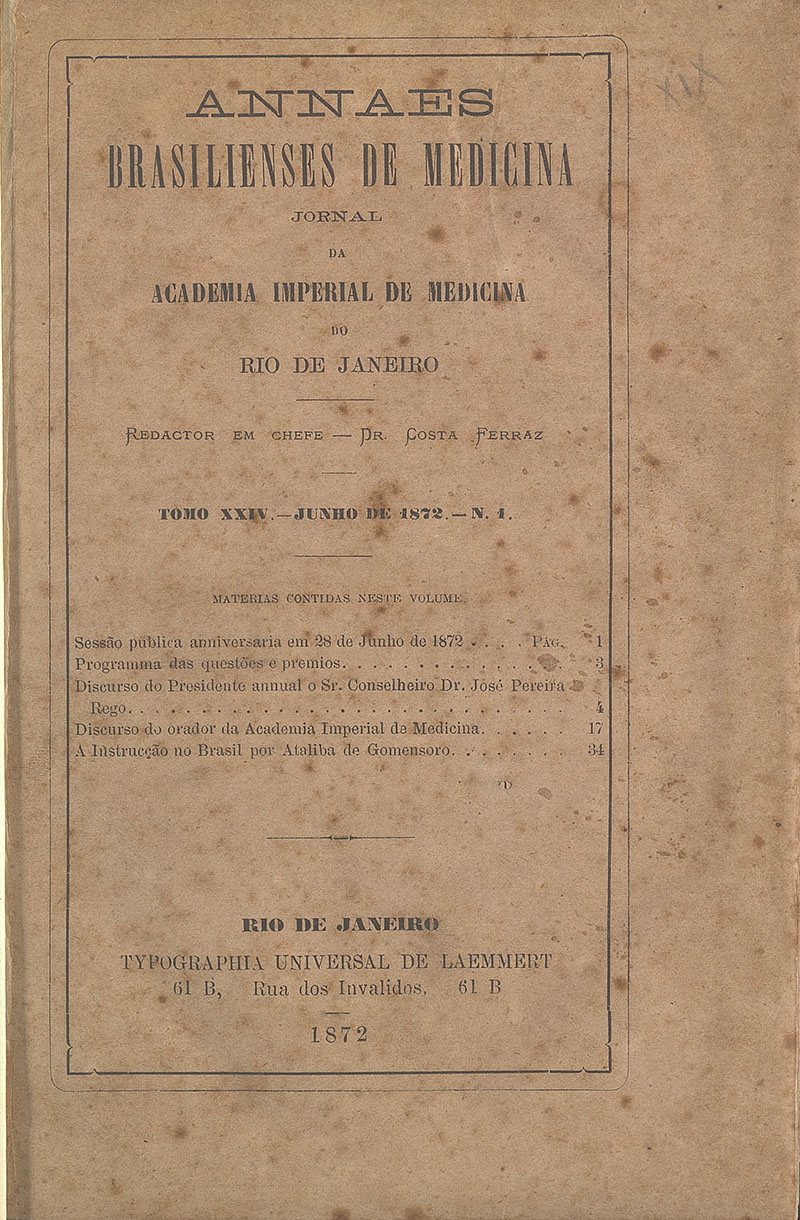 XIX
ANNAES
BRASILIENSES DE MEDICINA
JORNAL
DA
ACADEMIA IMPERIAL DE MEDICINA
DO
RIO DE JANEIRO
REDACTOR EM CHEFE — DR. COSTA FERRAZ
TOMO XXIV.—JUNHO DE 1872.—N. 1.
MATERIAS CONTIDAS NESTE VOLUME.
Sessão publica anniversaria em 28 de Junho de 1872 . . . . PAG. 1
Programma das questões e premios. . . . . . . . . . . . . . 3
Discurso do Presidente annual o Sr. Conselheiro Dr. José Pereira
Rego. . . . . . . . . . . . . . . . . . . . . . . . . . 4
Discurso do orador da Academia Imperial de Medicina. . . . . . 17
A Instrucção no Brasil por Ataliba de Gomensoro. . . . . . . 34
RIO DE JANEIRO
TYPOGRAPHIA UNIVERSAL DE LAEMMERT
61 B, Rua dos Invalidos, 61 B
1872